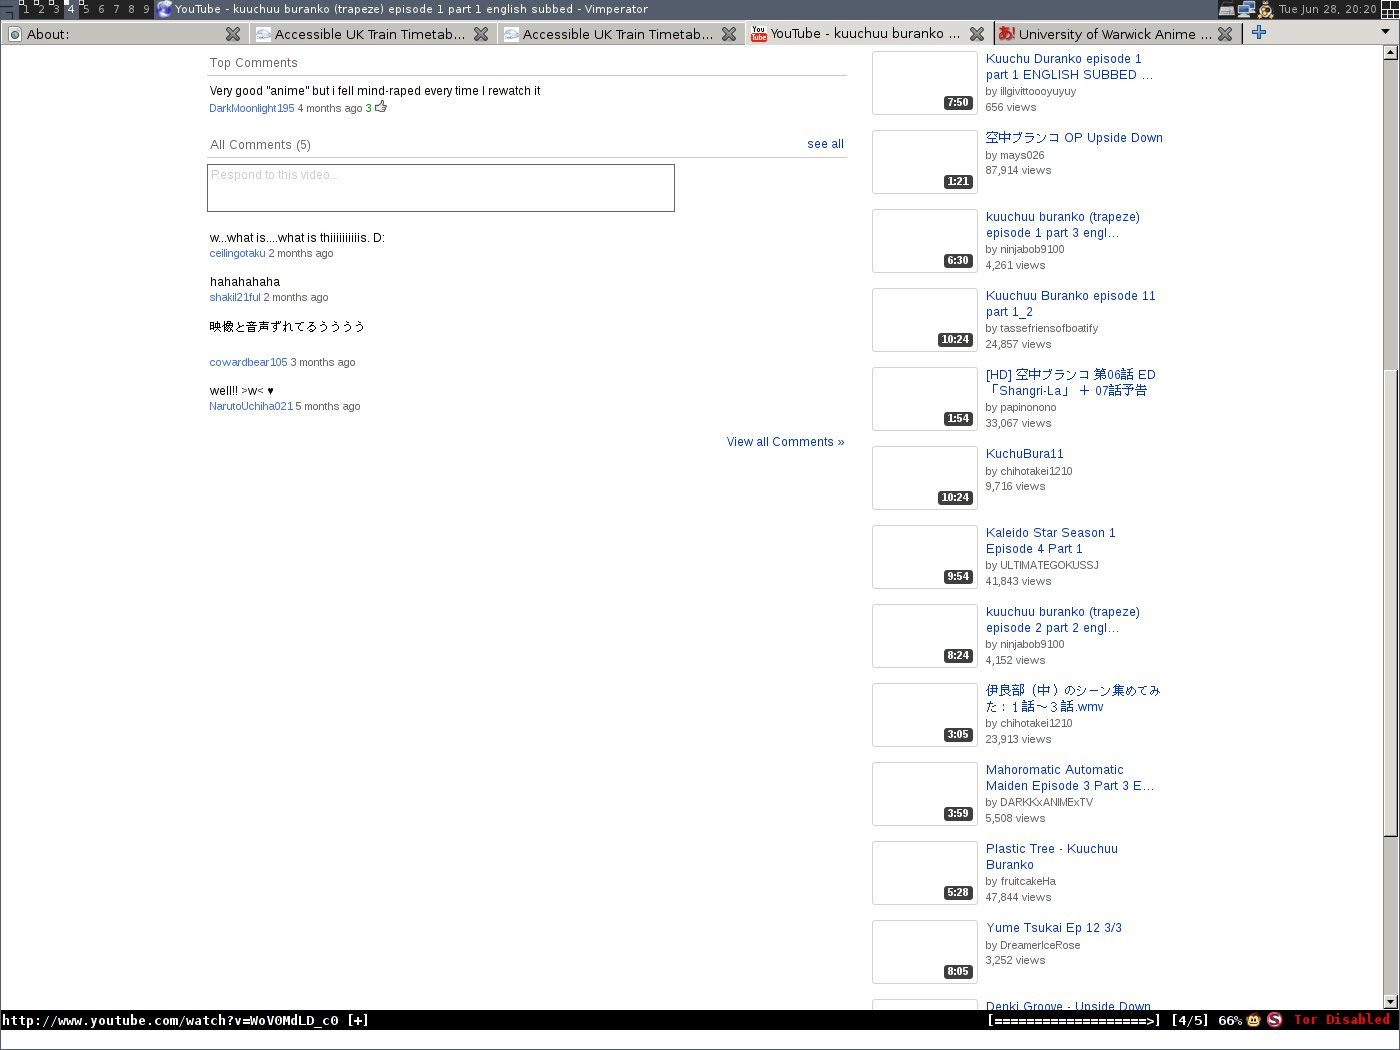 1 2 3 4 5 6 7 8 9 YouTube - kuuchuu buranko (trapeze) episode 1 part 1 english subbed - Vimperator Tue Jun 28, 20:20
About: Accessible UK Train Timetab... Accessible UK Train Timetab... YouTube - kuuchuu buranko ... あ! University of Warwick Anime ...
Top Comments
Very good "anime" but i fell mind-raped every time I rewatch it
DarkMoonlight195 4 months ago 3
All Comments (5) see all
Respond to this video...
w...what is....what is thiiiiiiiiiis. D:
ceilingotaku 2 months ago
hahahahaha
shakil21ful 2 months ago
映像と音声ずれてるうううう
cowardbear105 3 months ago
well!! >w< ♥
NarutoUchiha021 5 months ago
View all Comments »
Kuuchu Duranko episode 1
part 1 ENGLISH SUBBED ...
by illgivittoooyuyuy
7:50
656 views
空中ブランコ OP Upside Down
by mays026
87,914 views
1:21
kuuchuu buranko (trapeze)
episode 1 part 3 engl...
by ninjabob9100
6:30
4,261 views
Kuuchuu Buranko episode 11
part 1_2
by tassefriensofboatify
10:24
24,857 views
[HD] 空中ブランコ 第06話 ED
「Shangri-La」 ＋ 07話予告
by papinonono
1:54
33,067 views
KuchuBura11
by chihotakei1210
9,716 views
10:24
Kaleido Star Season 1
Episode 4 Part 1
by ULTIMATEGOKUSSJ
9:54
41,843 views
kuuchuu buranko (trapeze)
episode 2 part 2 engl...
by ninjabob9100
8:24
4,152 views
伊良部（中）のシーン集めてみ
た：１話～３話.wmv
by chihotakei1210
3:05
23,913 views
Mahoromatic Automatic
Maiden Episode 3 Part 3 E...
by DARKKxANIMExTV
3:59
5,508 views
Plastic Tree - Kuuchuu
Buranko
by fruitcakeHa
5:28
47,844 views
Yume Tsukai Ep 12 3/3
by DreamerIceRose
3,252 views
8:05
Denki Groove - Upside Down
http://www.youtube.com/watch?v=WoV0MdLD_c0 [+] [===================>] [4/5] 66% Tor Disabled